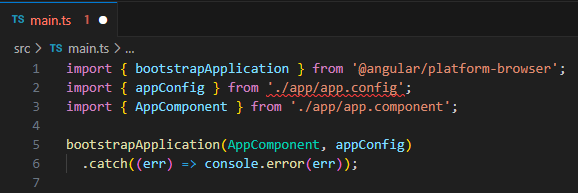 TS main.ts 1
src > TS main.ts > ...
1 import { bootstrapApplication } from '@angular/platform-browser';
2 import { appConfig } from './app/app.config';
3 import { AppComponent } from './app/app.component';
4
5 bootstrapApplication(AppComponent, appConfig)
6   .catch((err) => console.error(err));
7